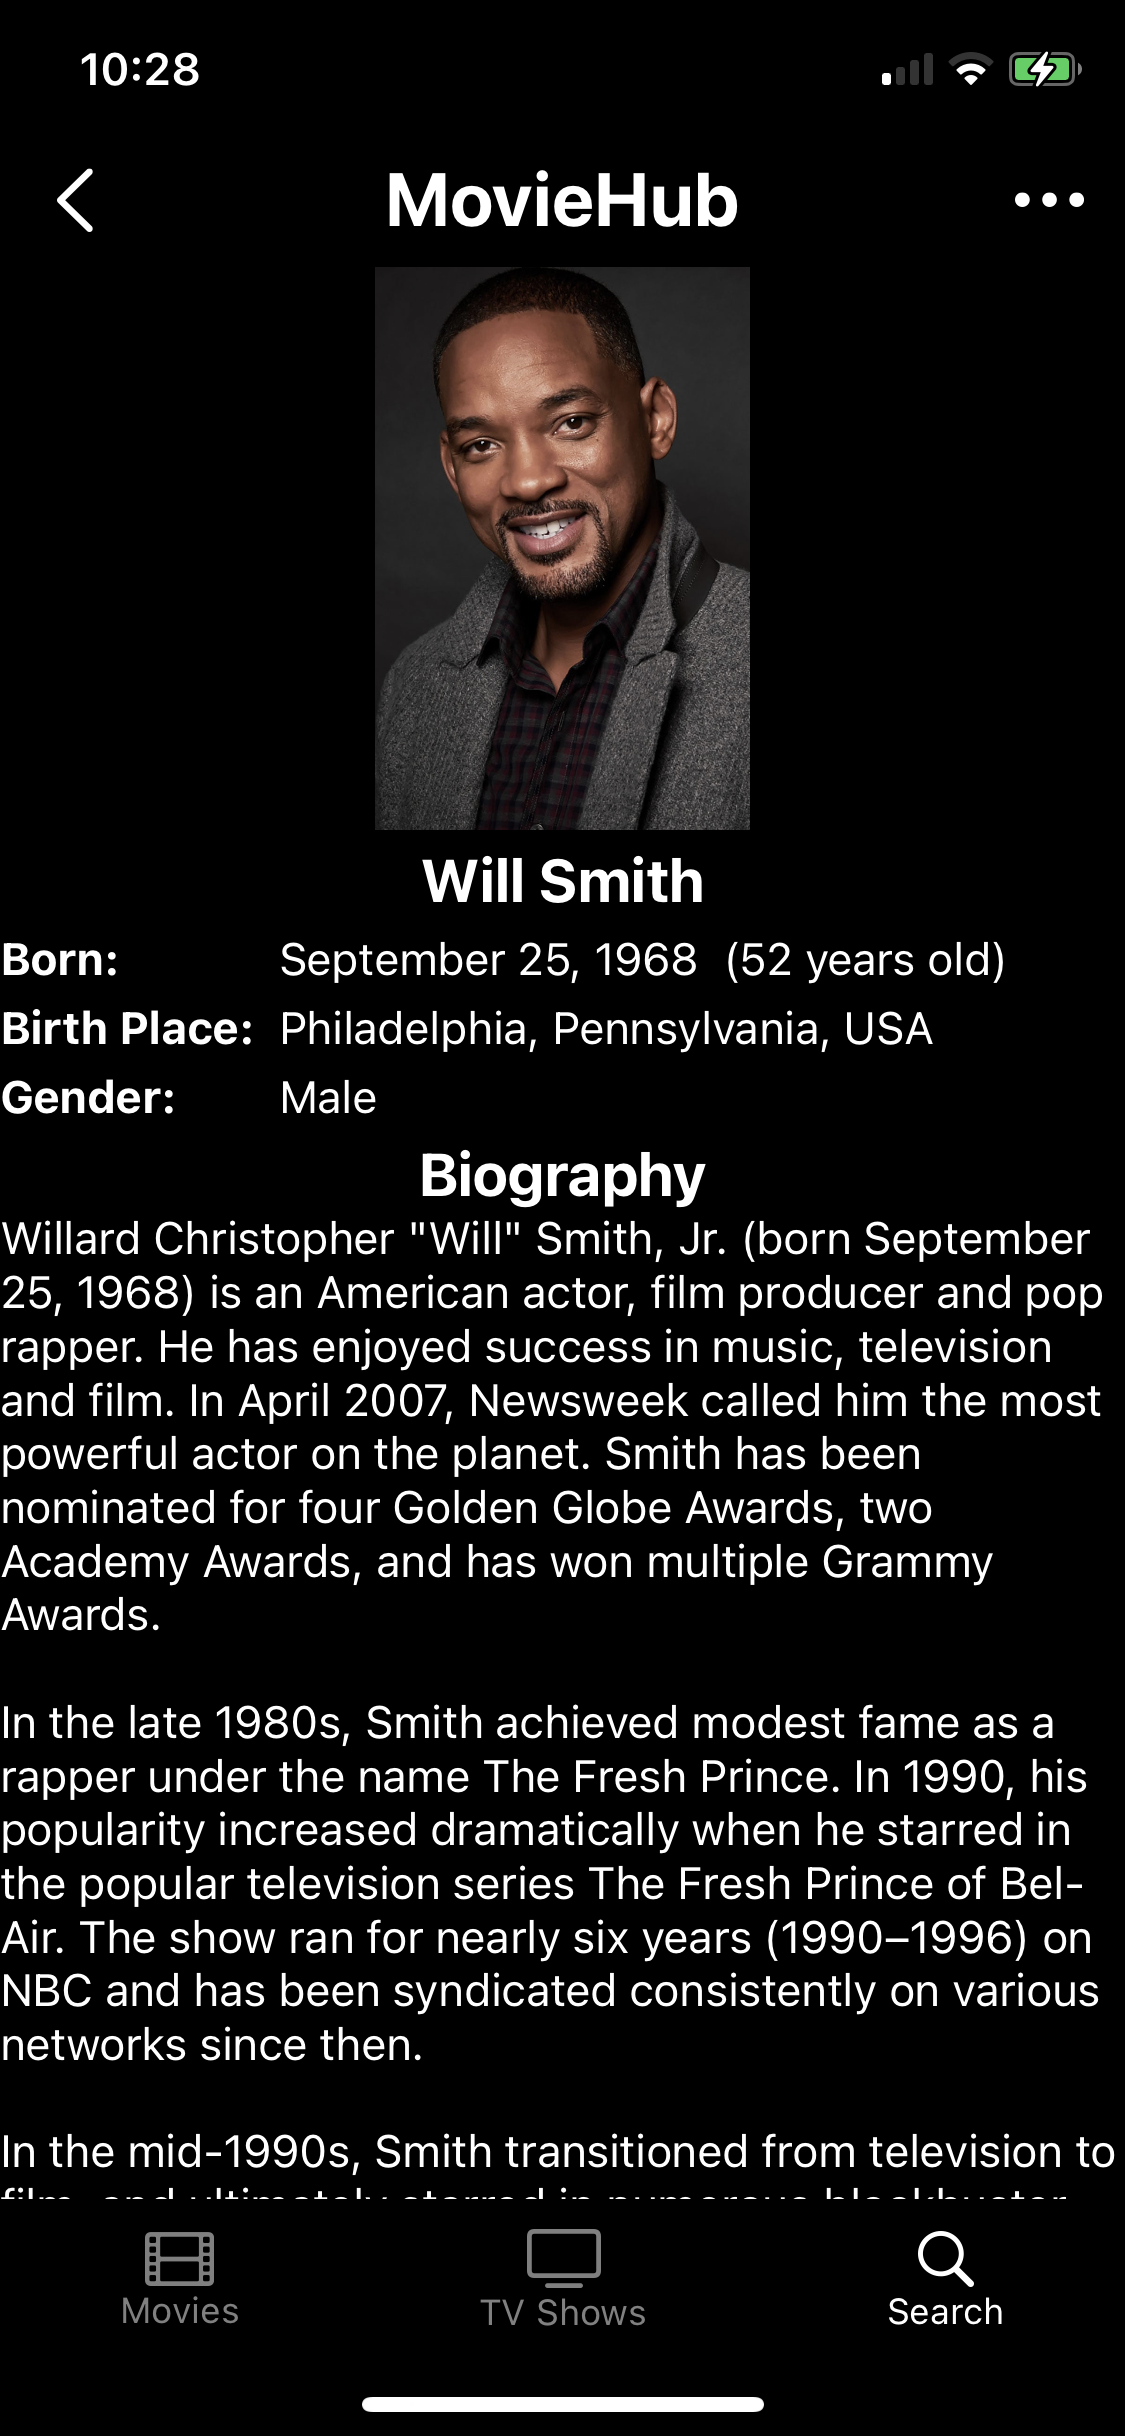 10:28
MovieHub
Will Smith
Born: September 25, 1968 (52 years old)
Birth Place: Philadelphia, Pennsylvania, USA
Gender: Male
Biography
Willard Christopher "Will" Smith, Jr. (born September
25, 1968) is an American actor, film producer and pop
rapper. He has enjoyed success in music, television
and film. In April 2007, Newsweek called him the most
powerful actor on the planet. Smith has been
nominated for four Golden Globe Awards, two
Academy Awards, and has won multiple Grammy
Awards.
In the late 1980s, Smith achieved modest fame as a
rapper under the name The Fresh Prince. In 1990, his
popularity increased dramatically when he starred in
the popular television series The Fresh Prince of Bel-
Air. The show ran for nearly six years (1990–1996) on
NBC and has been syndicated consistently on various
networks since then.
In the mid-1990s, Smith transitioned from television to
film, and ultimately starred in numerous blockbuster
Movies
TV Shows
Search